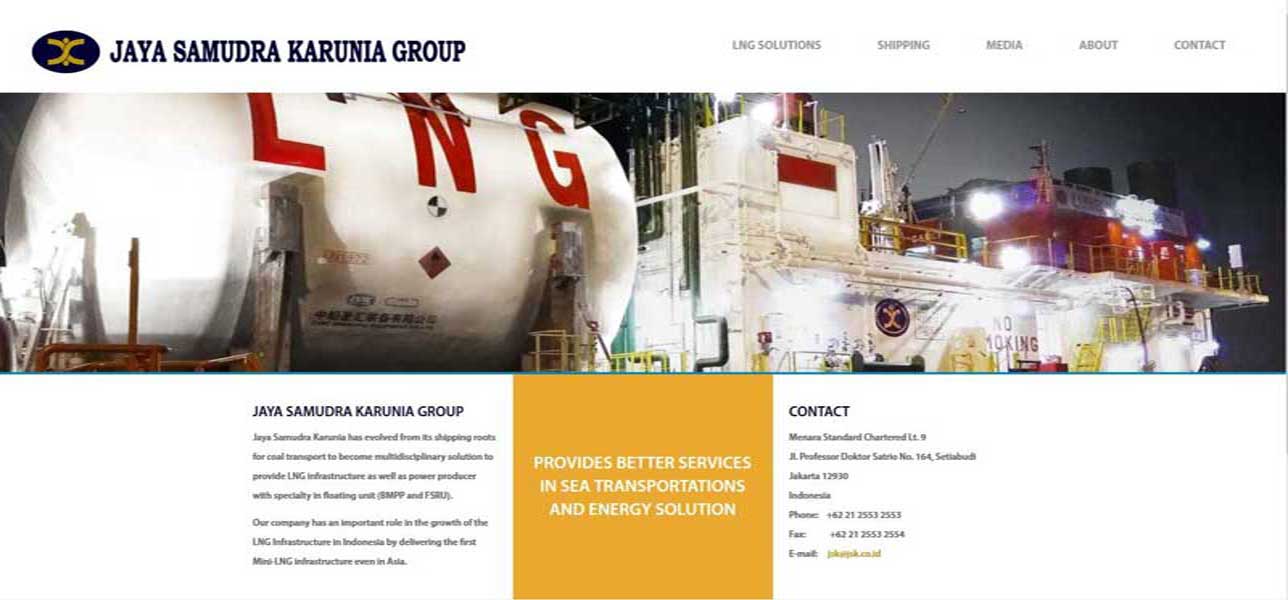 JAYA SAMUDRA KARUNIA GROUP
LNG SOLUTIONS
SHIPPING
MEDIA
ABOUT
CONTACT
LNG
NO
MOKING
JAYA SAMUDRA KARUNIA GROUP
Jaya Samudra Karunia has evolved from its shipping roots
for coal transport to become multidisciplinary solution to
provide LNG infrastructure as well as power producer
with specialty in floating unit (BMPP and FSRU).
Our company has an important role in the growth of the
LNG Infrastructure in Indonesia by delivering the first
Mini-LNG infrastructure even in Asia.
PROVIDES BETTER SERVICES
IN SEA TRANSPORTATIONS
AND ENERGY SOLUTION
CONTACT
Menara Standard Chartered Lt. 9
Jl. Professor Doktor Satrio No. 164, Setiabudi
Jakarta 12930
Indonesia
Phone: +62 21 2553 2553
Fax: +62 21 2553 2554
E-mail: jsk@jsk.co.id